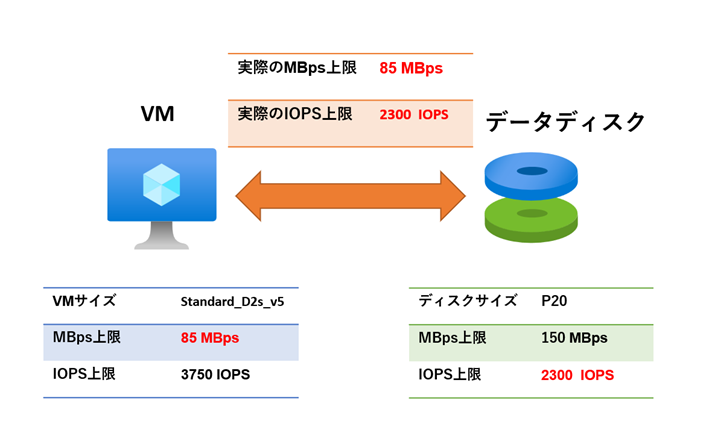 実際のMBps上限 85 MBps
実際のIOPS上限 2300 IOPS
VM
データディスク
VMサイズ Standard_D2s_v5
MBps上限 85 MBps
IOPS上限 3750 IOPS
ディスクサイズ P20
MBps上限 150 MBps
IOPS上限 2300 IOPS